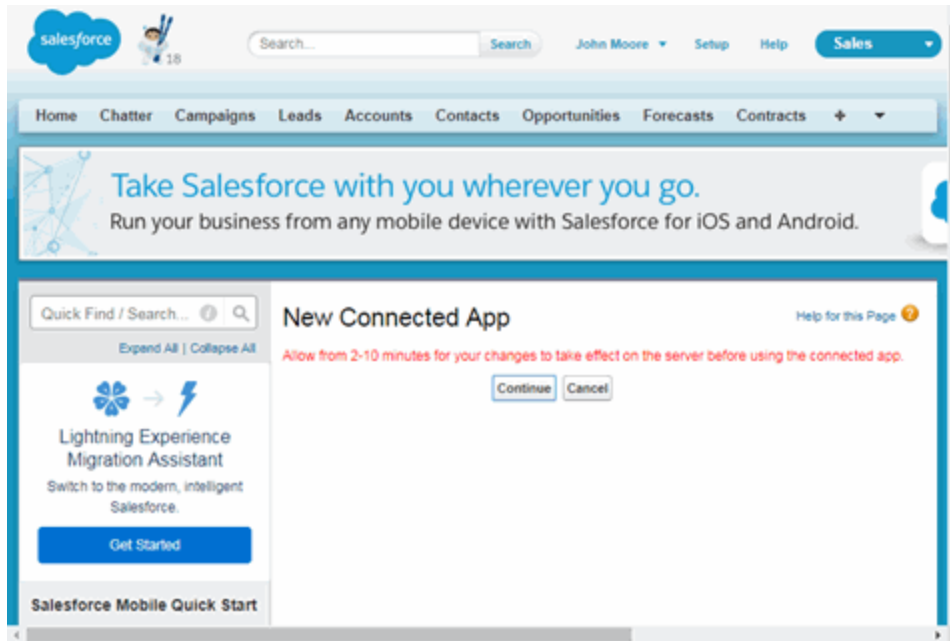 salesforce
18
Search...
Search
John Moore
Setup
Help
Sales
Home Chatter Campaigns Leads Accounts Contacts Opportunities Forecasts Contracts +
Take Salesforce with you wherever you go.
Run your business from any mobile device with Salesforce for iOS and Android.
Quick Find / Search...
Expand All | Collapse All
Lightning Experience
Migration Assistant
Switch to the modern, intelligent
Salesforce.
Get Started
Salesforce Mobile Quick Start
New Connected App
Help for this Page
Allow from 2-10 minutes for your changes to take effect on the server before using the connected app.
Continue Cancel